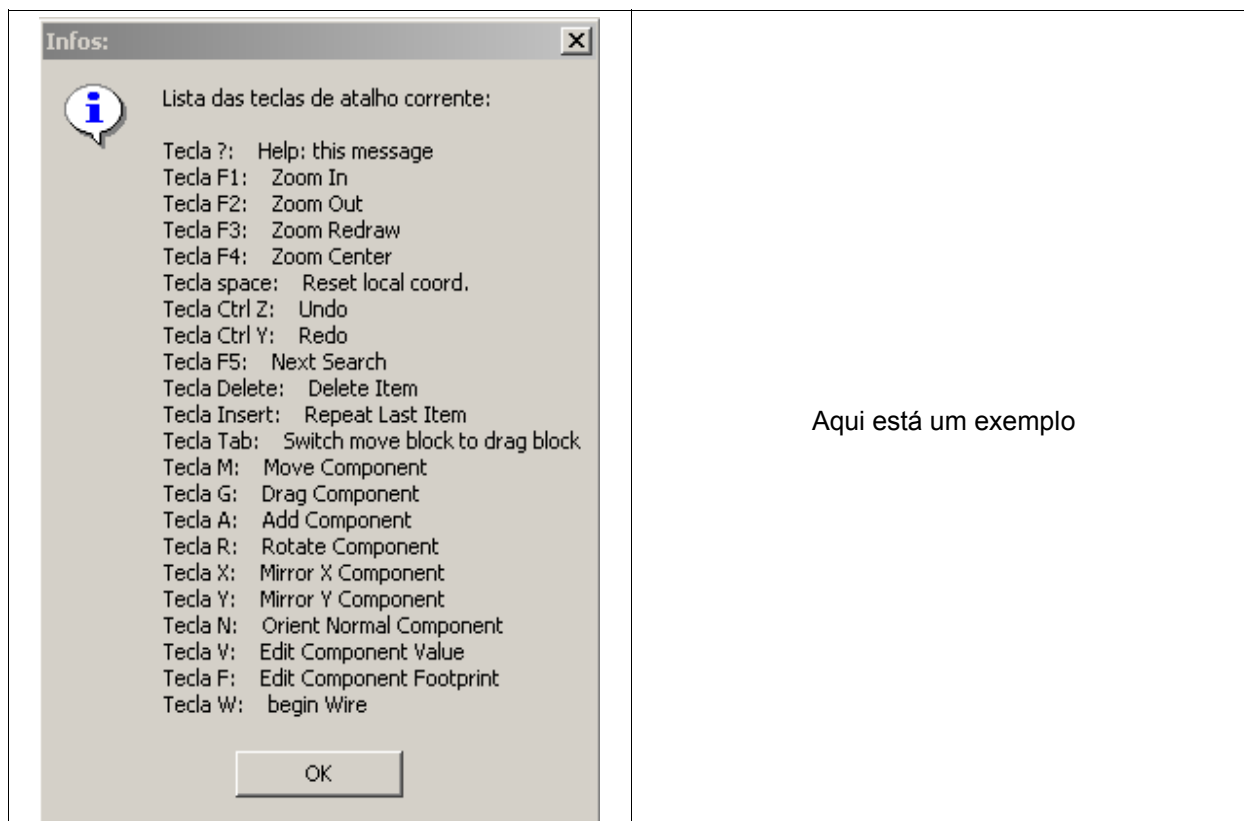 Infos:
Lista das teclas de atalho corrente:
Tecla ?: Help: this message
Tecla F1: Zoom In
Tecla F2: Zoom Out
Tecla F3: Zoom Redraw
Tecla F4: Zoom Center
Tecla space: Reset local coord.
Tecla Ctrl Z: Undo
Tecla Ctrl Y: Redo
Tecla F5: Next Search
Tecla Delete: Delete Item
Tecla Insert: Repeat Last Item
Tecla Tab: Switch move block to drag block
Tecla M: Move Component
Tecla G: Drag Component
Tecla A: Add Component
Tecla R: Rotate Component
Tecla X: Mirror X Component
Tecla Y: Mirror Y Component
Tecla N: Orient Normal Component
Tecla V: Edit Component Value
Tecla F: Edit Component Footprint
Tecla W: begin Wire
OK
Aqui está um exemplo